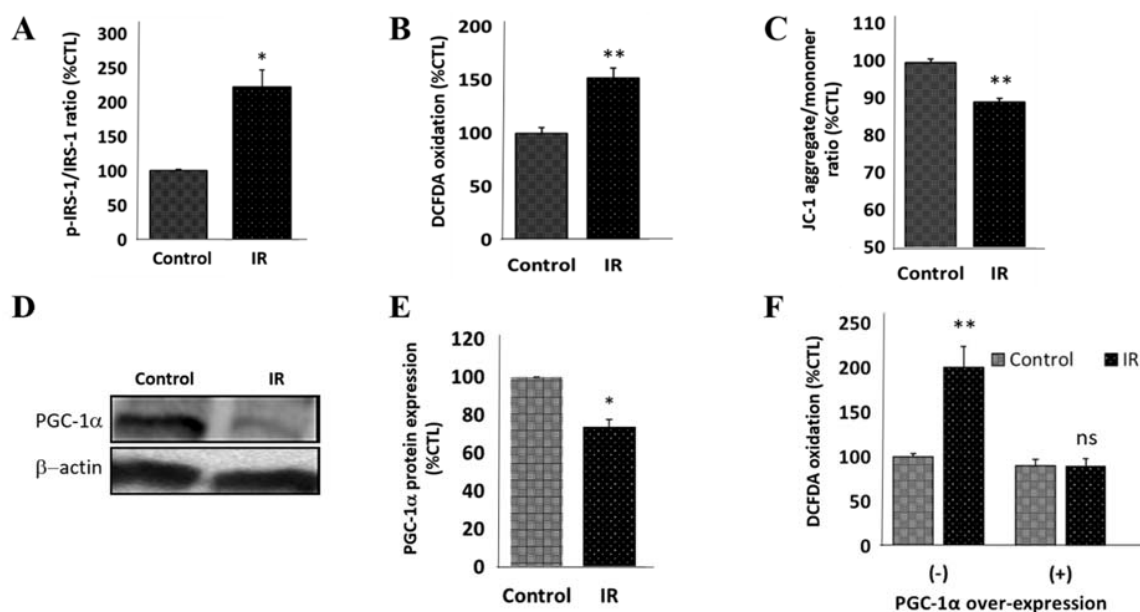 A
p-IRS-1/IRS-1 ratio (%CTL)
300
250
200
150
100
50
0
*
Control IR
B
DCFDA oxidation (%CTL)
200
150
100
50
0
**
Control IR
C
JC-1 aggregate/monomer
ratio (%CTL)
110
100
90
80
70
60
50
**
Control IR
D
Control IR
PGC-1α
β–actin
E
PGC-1α protein expression
(%CTL)
120
100
80
60
40
20
0
*
Control IR
F
DCFDA oxidation (%CTL)
250
200
150
100
50
0
**
Control IR
ns
(-) (+)
PGC-1α over-expression